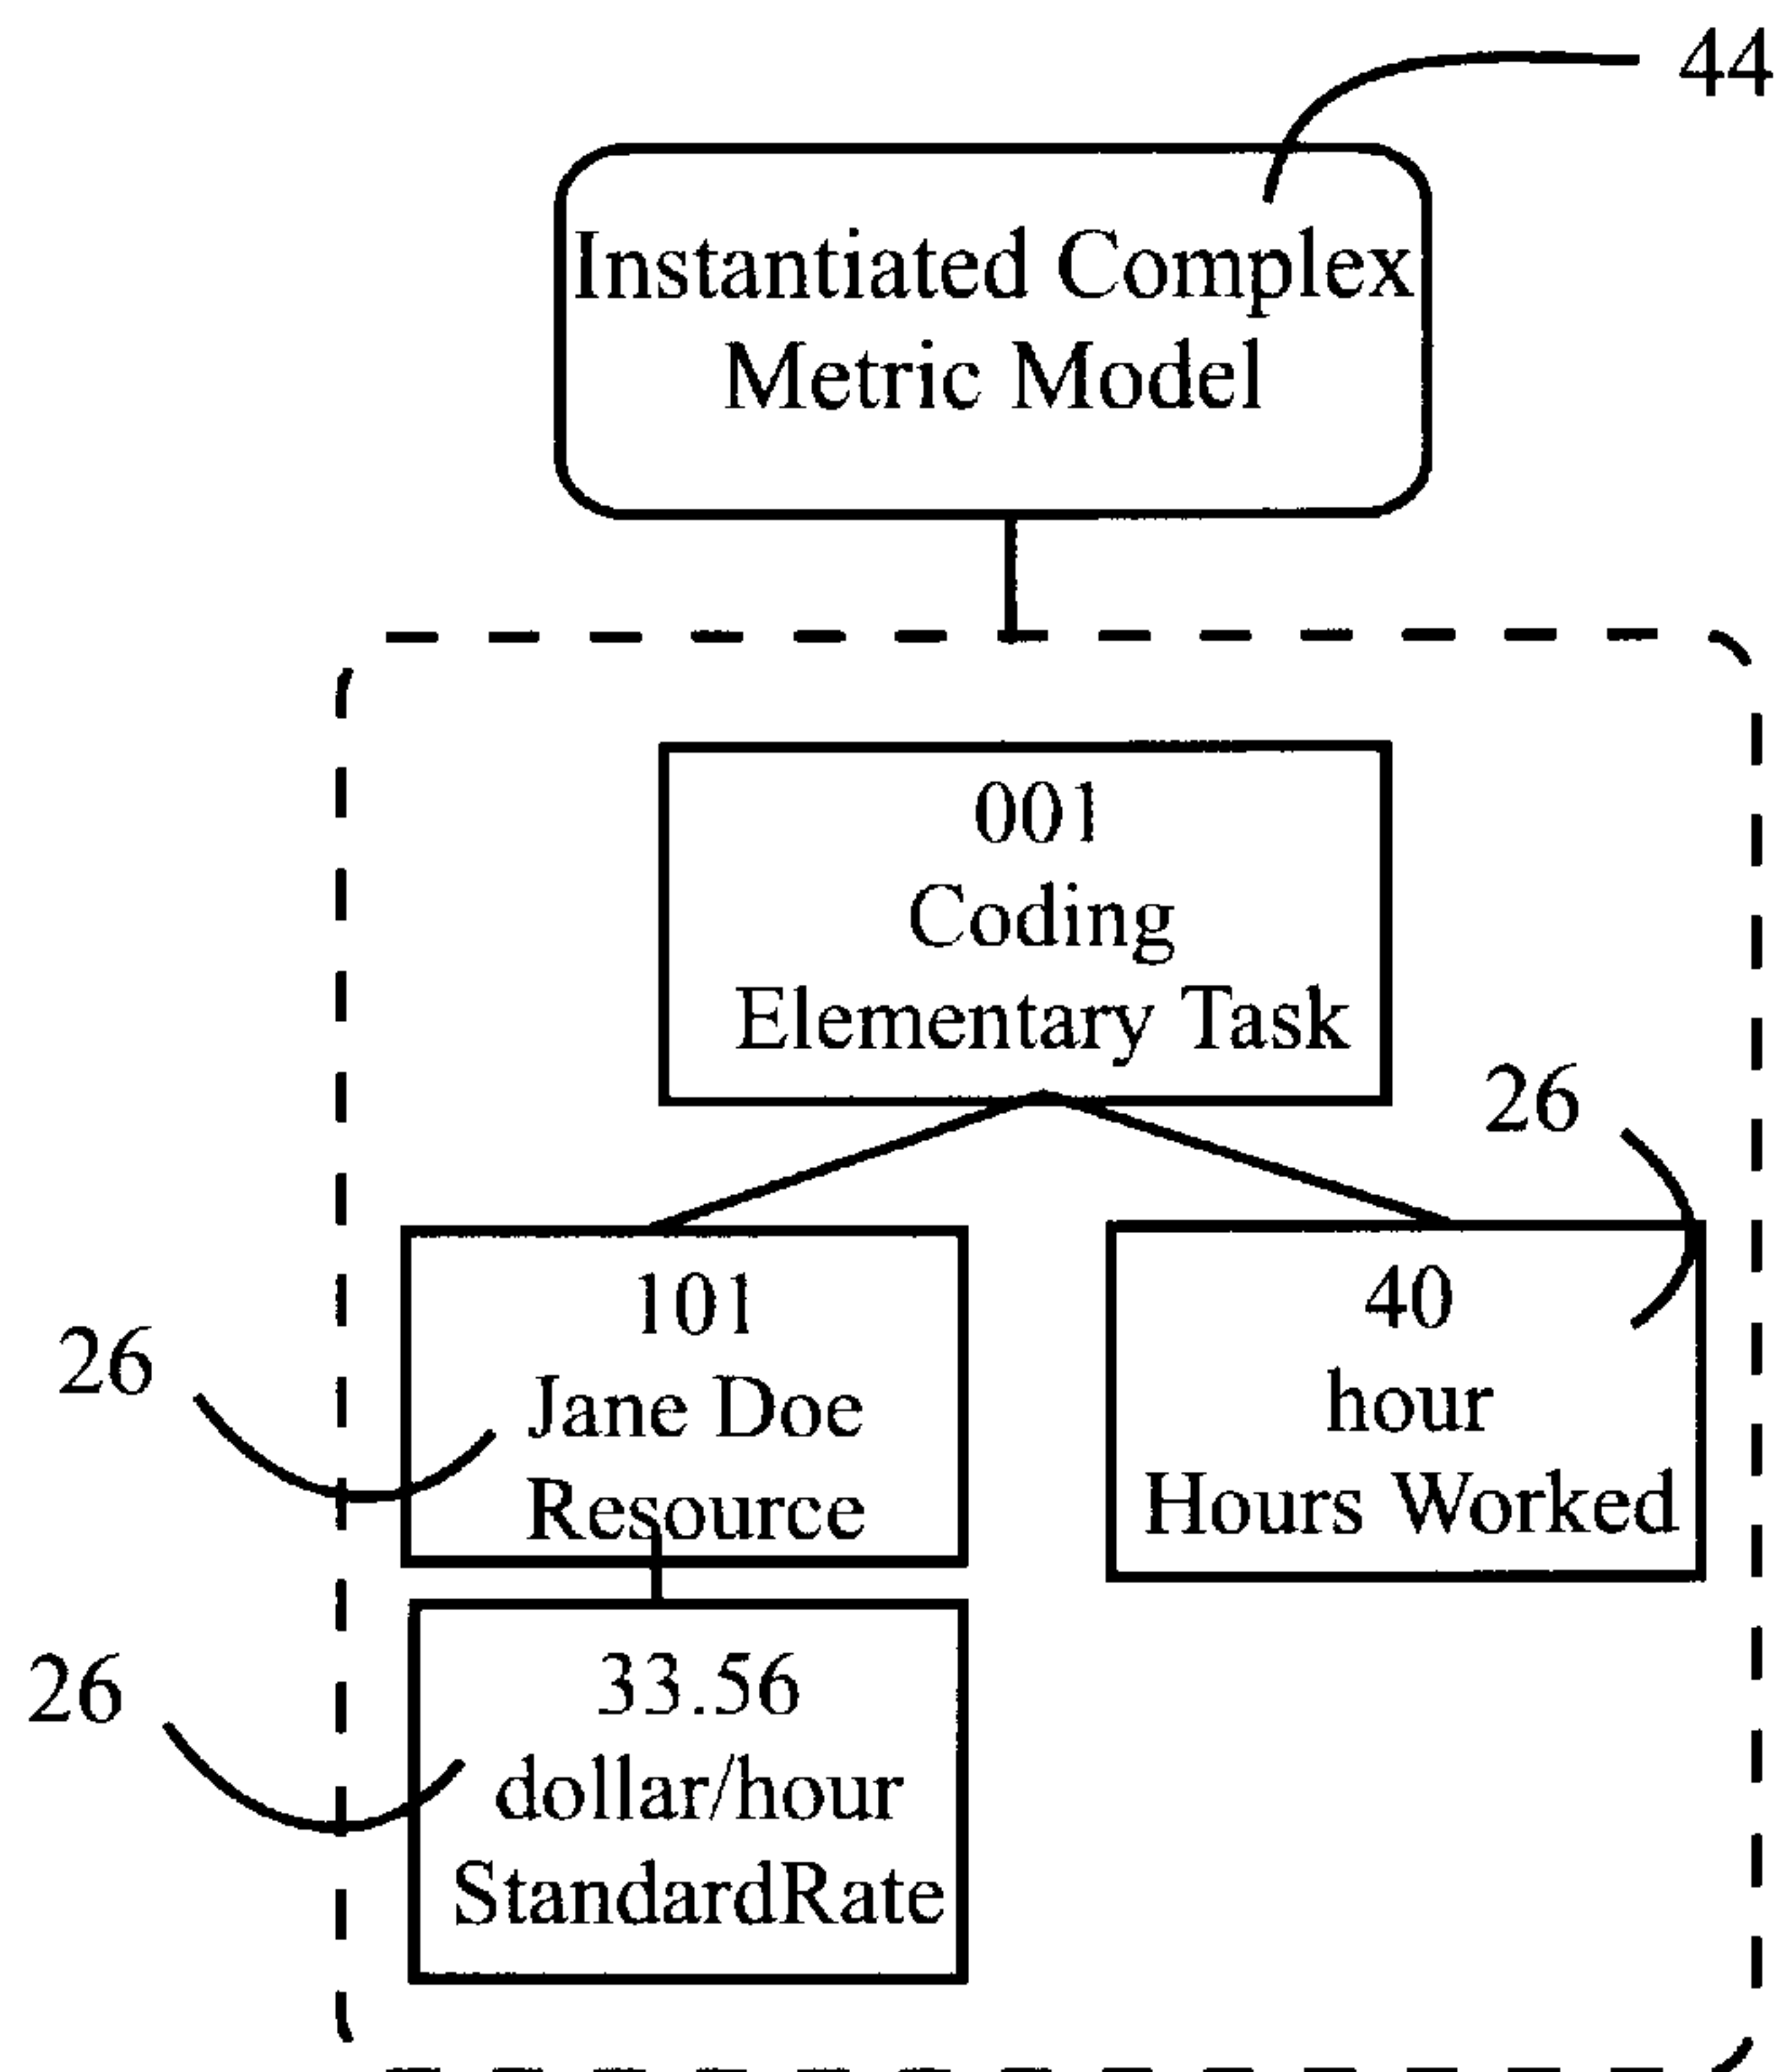 44
Instantiated Complex
Metric Model
001
Coding
Elementary Task
26
101
Jane Doe
Resource
26
40
hour
Hours Worked
26
33.56
dollar/hour
StandardRate